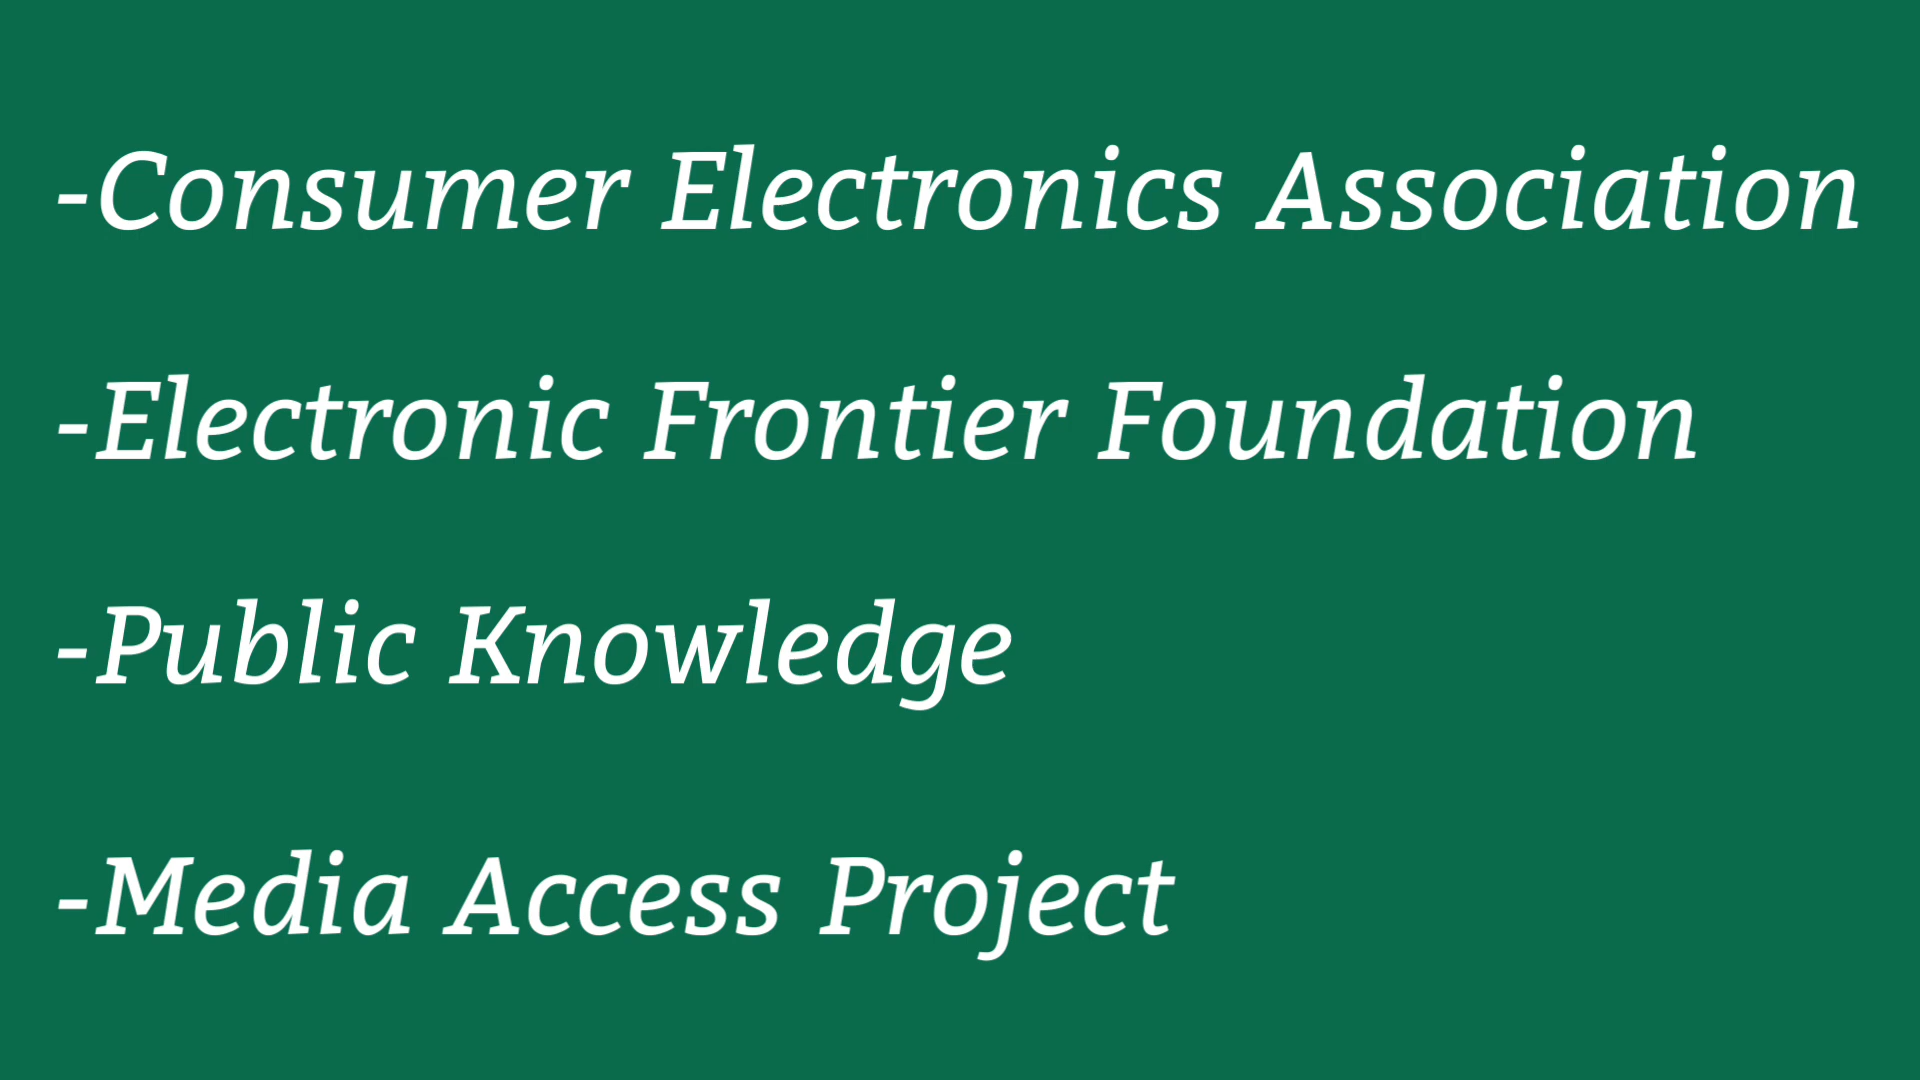 -Consumer Electronics Association
-Electronic Frontier Foundation
-Public Knowledge
-Media Access Project